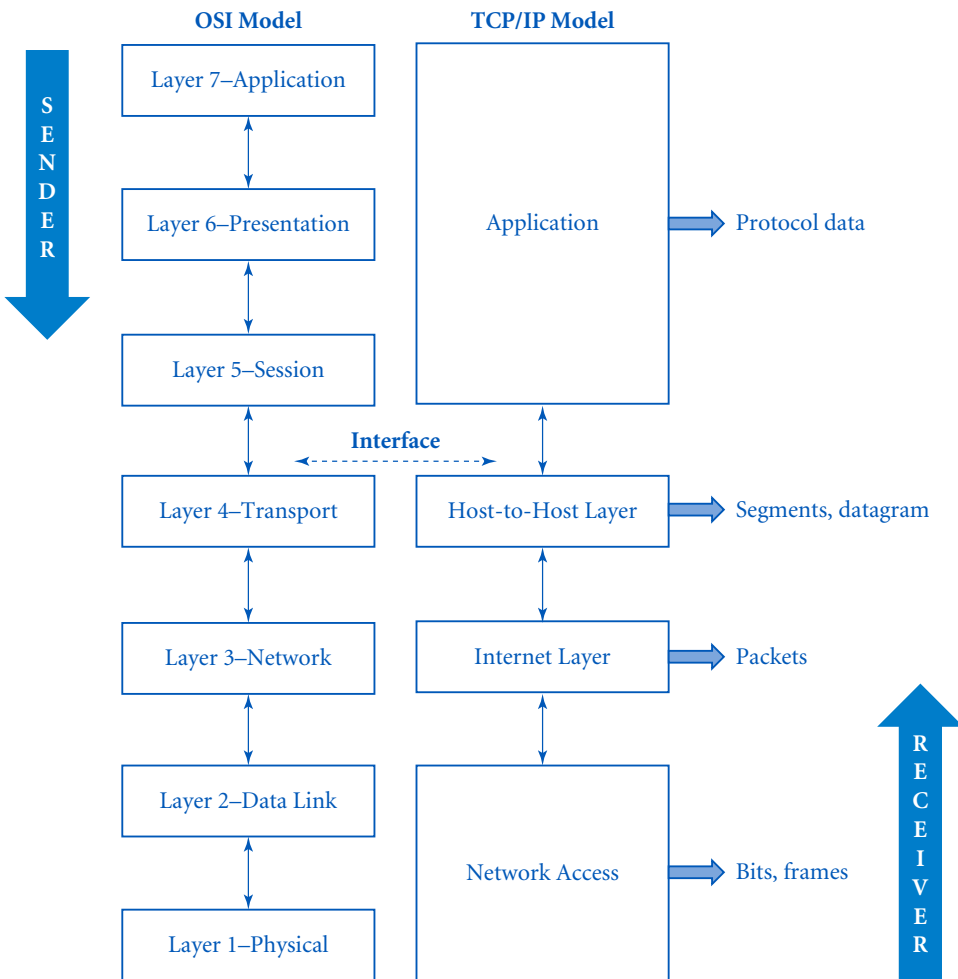 OSI Model
TCP/IP Model
SENDER
Layer 7–Application
Layer 6–Presentation
Application
Protocol data
Layer 5–Session
Interface
Layer 4–Transport
Host-to-Host Layer
Segments, datagram
Layer 3–Network
Internet Layer
Packets
RECEIVER
Layer 2–Data Link
Network Access
Bits, frames
Layer 1–Physical